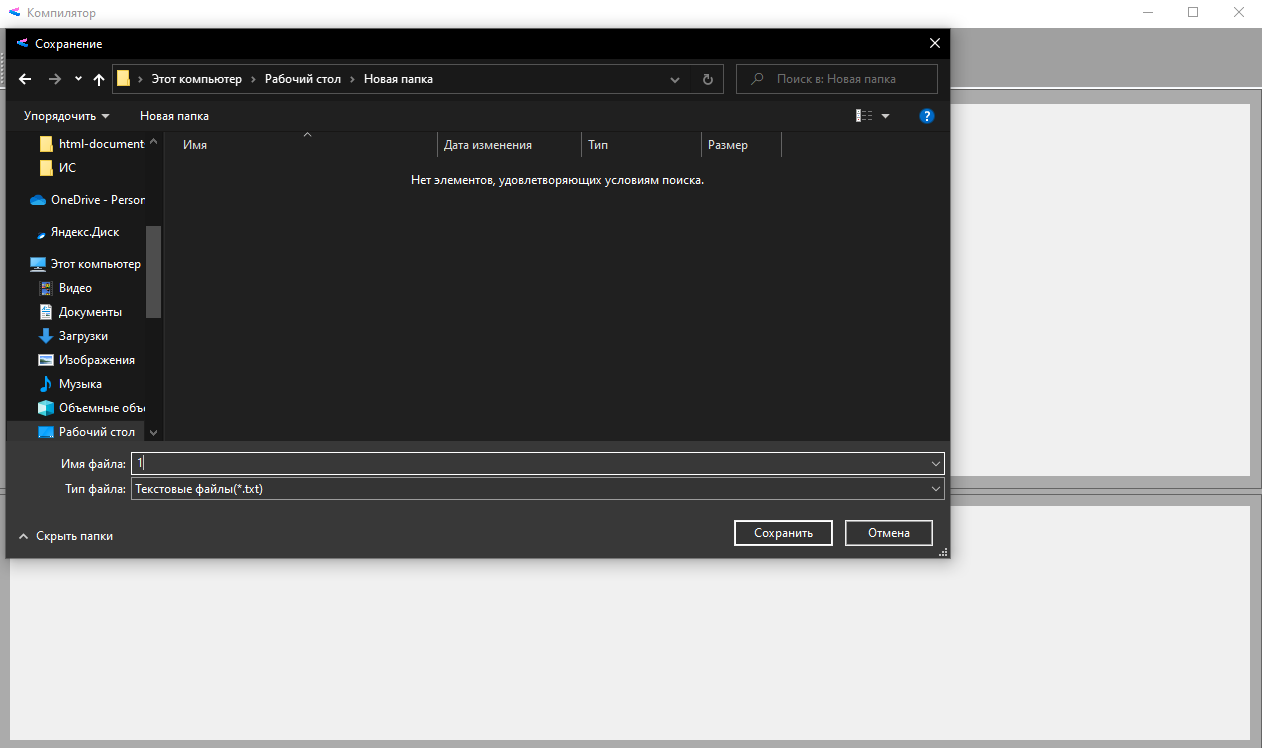 Компилятор
Сохранение
Этот компьютер › Рабочий стол › Новая папка
Поиск в: Новая папка
Упорядочить
Новая папка
?
html-document
ИС
OneDrive - Person
Яндекс.Диск
Этот компьютер
Видео
Документы
Загрузки
Изображения
Музыка
Объемные объе
Рабочий стол
Имя
Дата изменения
Тип
Размер
Нет элементов, удовлетворяющих условиям поиска.
Имя файла: 1
Тип файла: Текстовые файлы(*.txt)
Скрыть папки
Сохранить
Отмена